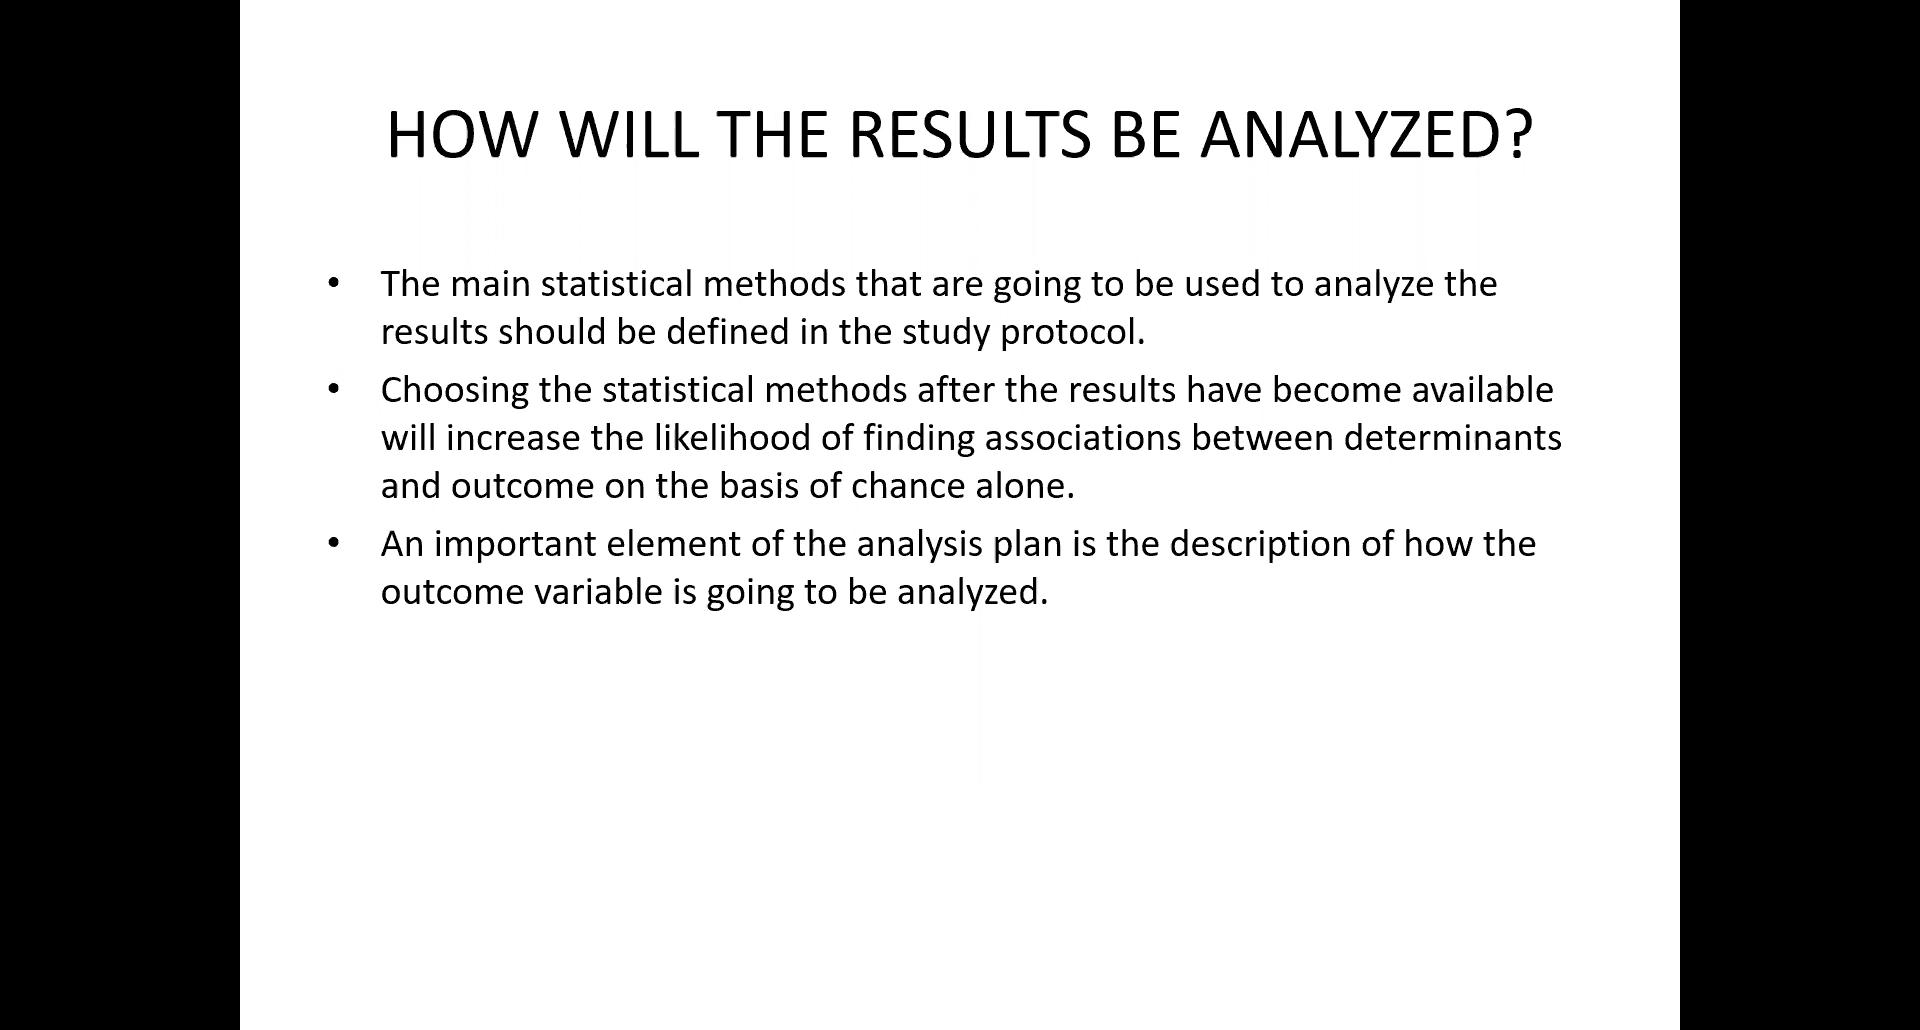 HOW WILL THE RESULTS BE ANALYZED?
• The main statistical methods that are going to be used to analyze the
results should be defined in the study protocol.
• Choosing the statistical methods after the results have become available
will increase the likelihood of finding associations between determinants
and outcome on the basis of chance alone.
• An important element of the analysis plan is the description of how the
outcome variable is going to be analyzed.